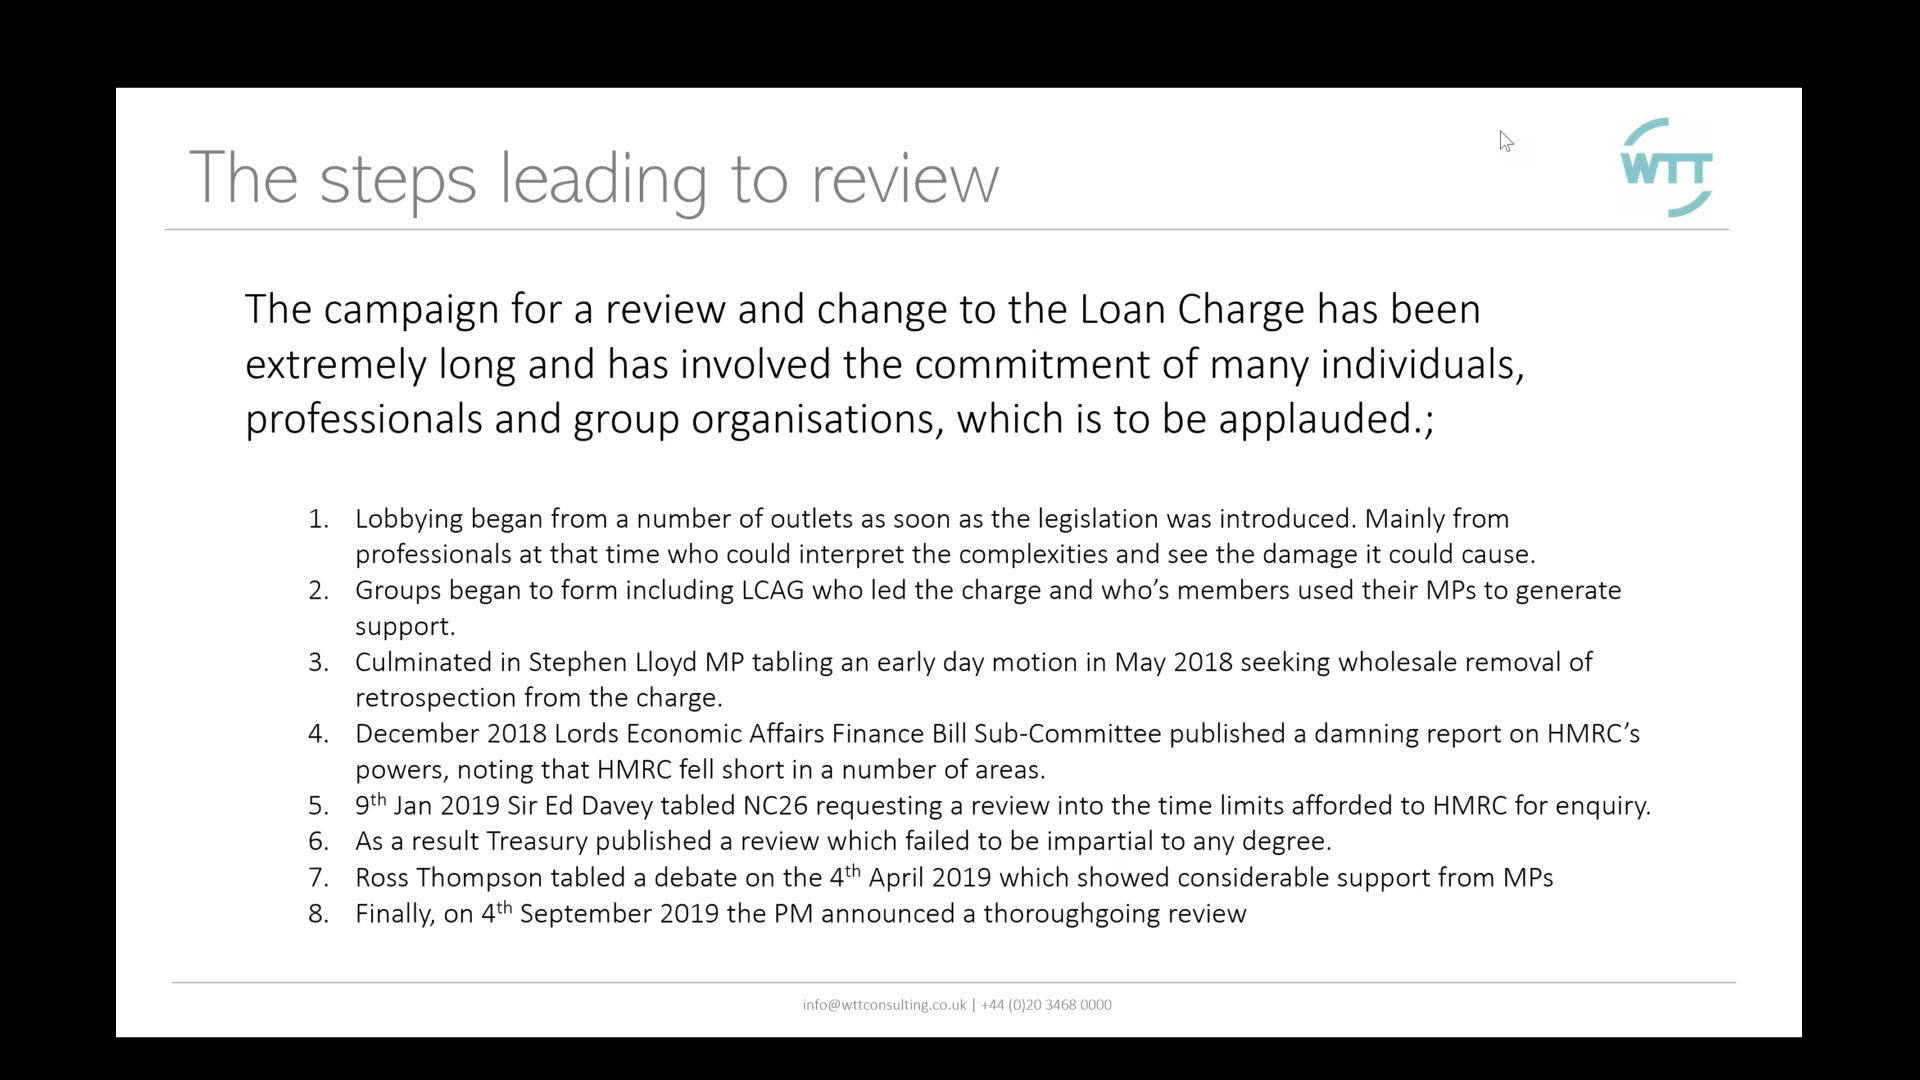 The steps leading to review
WTT
The campaign for a review and change to the Loan Charge has been
extremely long and has involved the commitment of many individuals,
professionals and group organisations, which is to be applauded.;
1. Lobbying began from a number of outlets as soon as the legislation was introduced. Mainly from
professionals at that time who could interpret the complexities and see the damage it could cause.
2. Groups began to form including LCAG who led the charge and who’s members used their MPs to generate
support.
3. Culminated in Stephen Lloyd MP tabling an early day motion in May 2018 seeking wholesale removal of
retrospection from the charge.
4. December 2018 Lords Economic Affairs Finance Bill Sub-Committee published a damning report on HMRC’s
powers, noting that HMRC fell short in a number of areas.
5. 9th Jan 2019 Sir Ed Davey tabled NC26 requesting a review into the time limits afforded to HMRC for enquiry.
6. As a result Treasury published a review which failed to be impartial to any degree.
7. Ross Thompson tabled a debate on the 4th April 2019 which showed considerable support from MPs
8. Finally, on 4th September 2019 the PM announced a thoroughgoing review
info@wttconsulting.co.uk | +44 (0)20 3468 0000